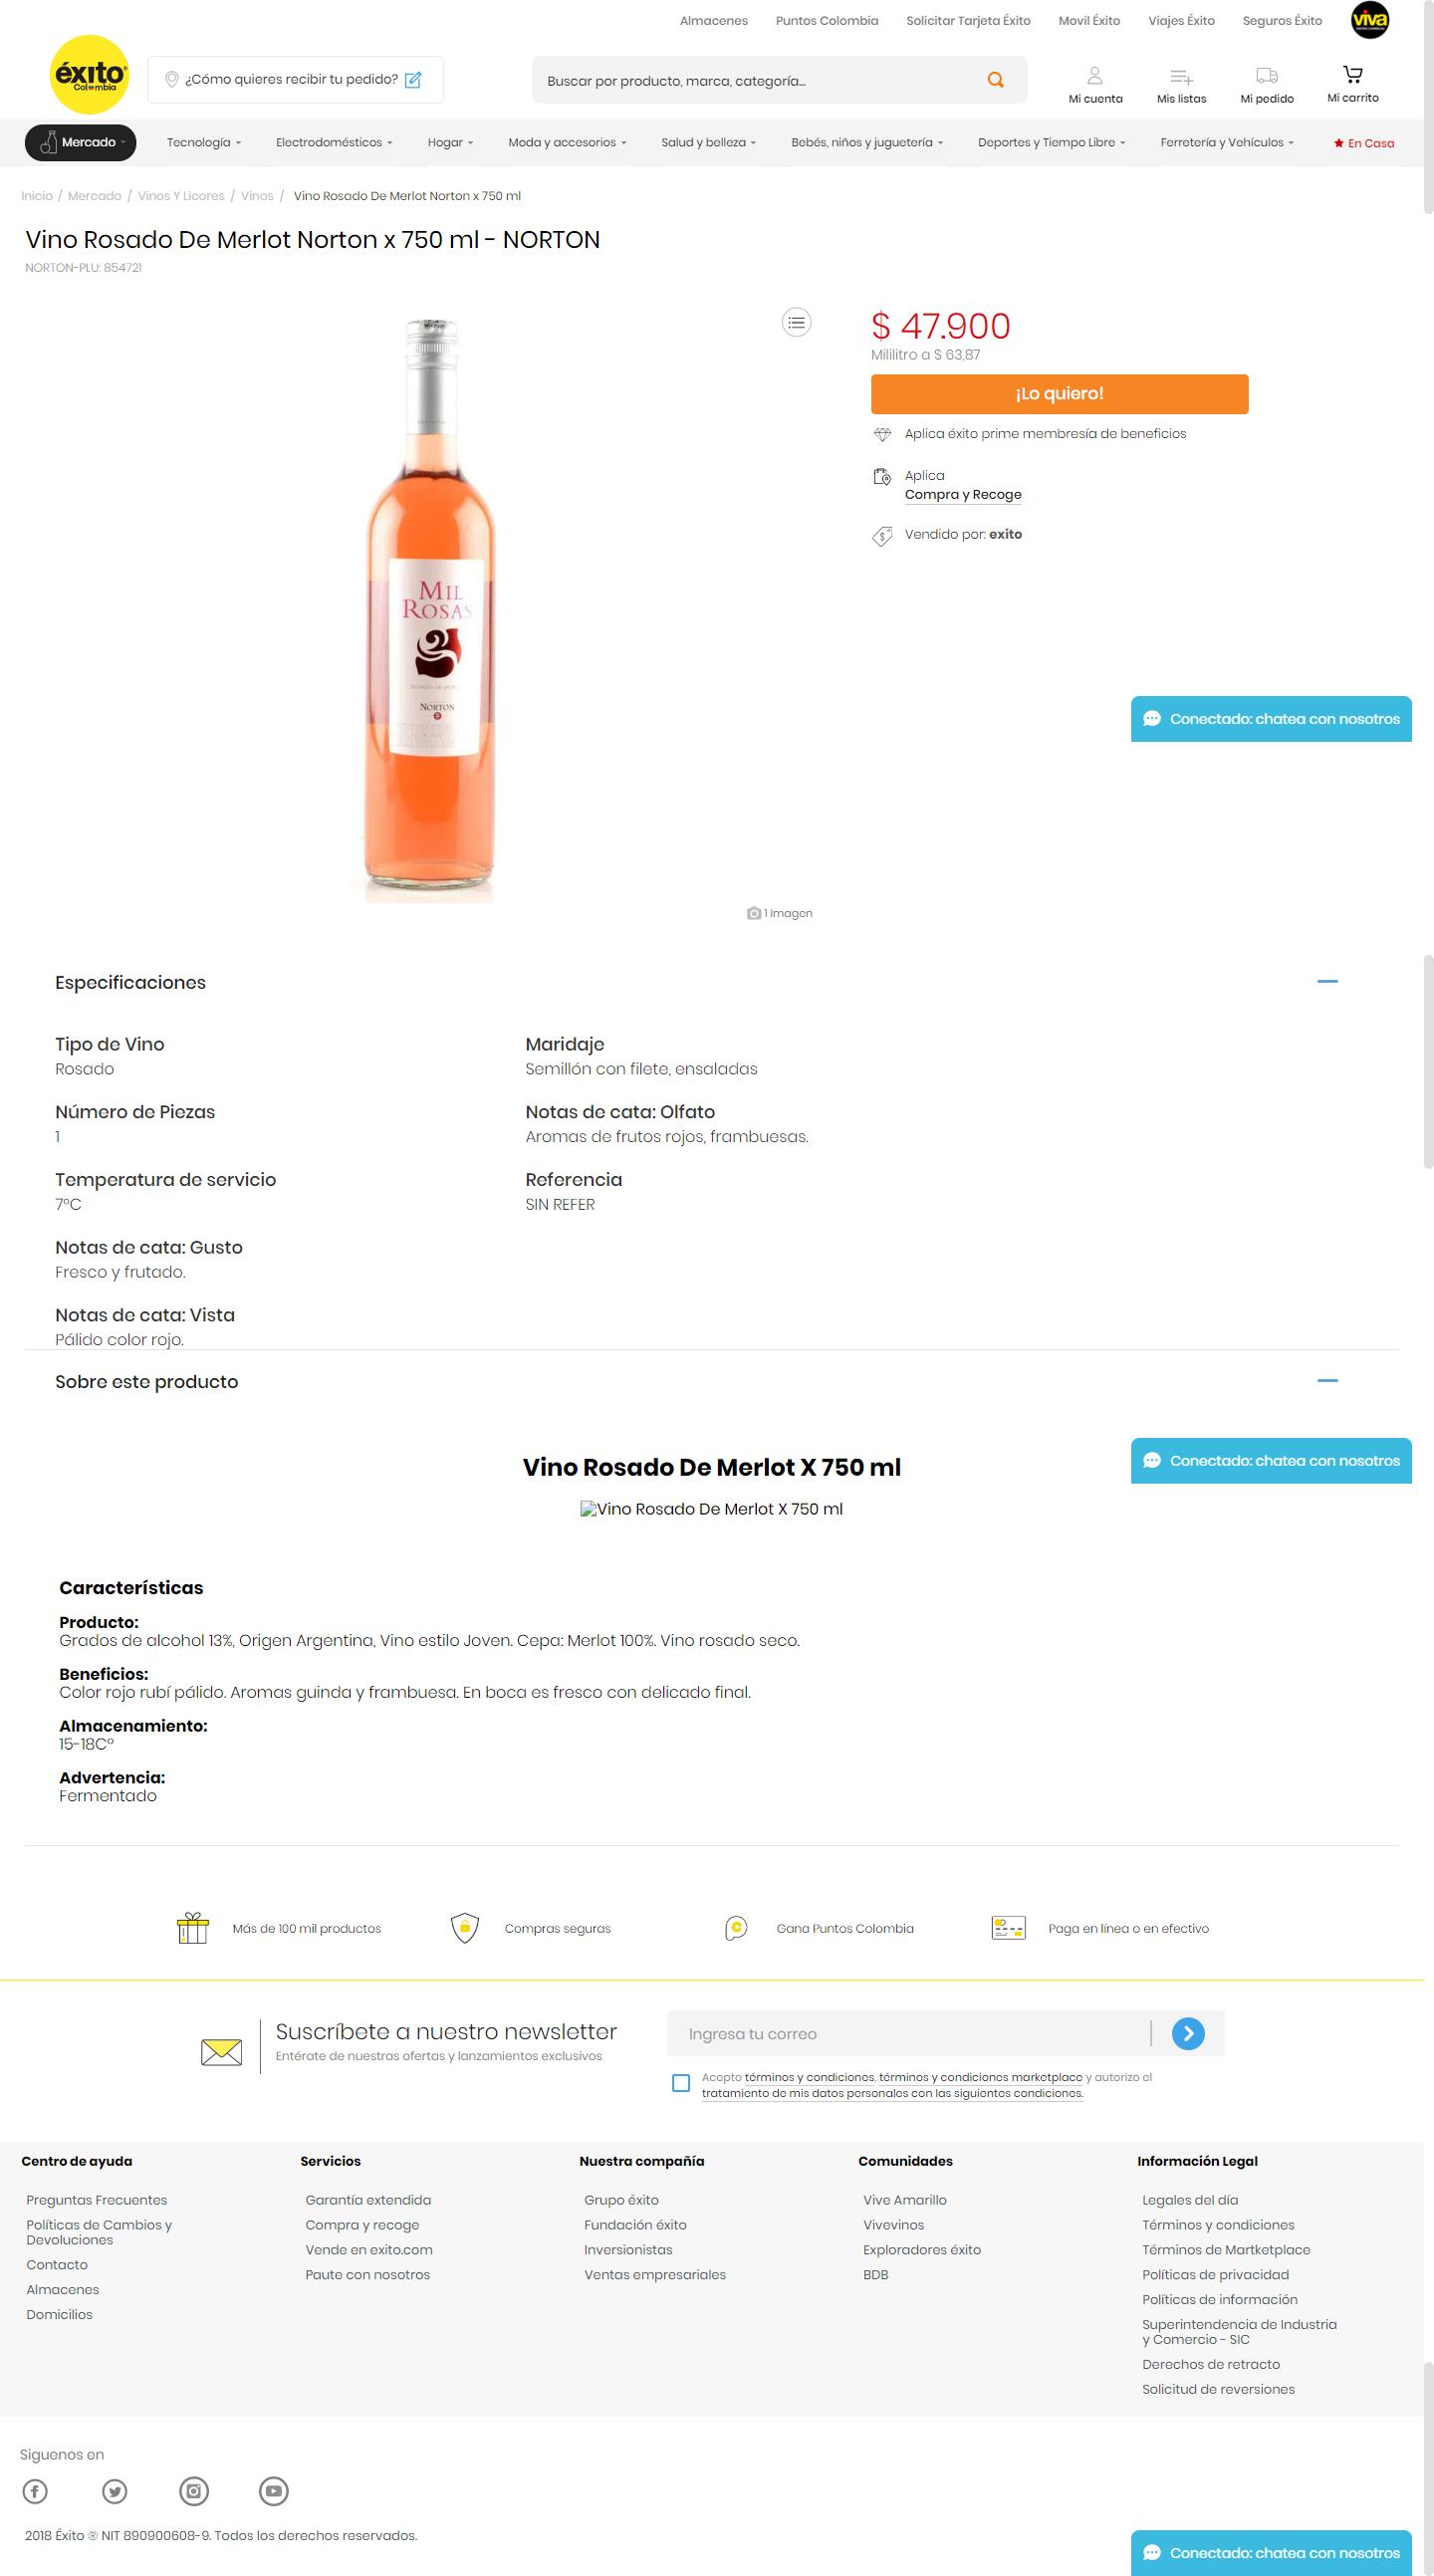 Almacenes Puntos Colombia Solicitar Tarjeta Éxito Movil Éxito Viajes Éxito Seguros Éxito viva
éxito
Colombia
¿Cómo quieres recibir tu pedido?
Buscar por producto, marca, categoría...
Mi cuenta Mis listas Mi pedido Mi carrito
Mercado Tecnología Electrodomésticos Hogar Moda y accesorios Salud y belleza Bebés, niños y juguetería Deportes y Tiempo Libre Ferretería y Vehículos En Casa
Inicio / Mercado / Vinos Y Licores / Vinos / Vino Rosado De Merlot Norton x 750 ml
Vino Rosado De Merlot Norton x 750 ml - NORTON
NORTON-PLU: 854721
$ 47.900
Mililitro a $ 63,87
¡Lo quiero!
Aplica éxito prime membresía de beneficios
Aplica
Compra y Recoge
Vendido por: exito
MIL
ROSAS
NORTON
Conectado: chatea con nosotros
1 Imagen
Especificaciones
Tipo de Vino
Rosado
Maridaje
Semillón con filete, ensaladas
Número de Piezas
1
Notas de cata: Olfato
Aromas de frutos rojos, frambuesas.
Temperatura de servicio
7°C
Referencia
SIN REFER
Notas de cata: Gusto
Fresco y frutado.
Notas de cata: Vista
Pálido color rojo.
Sobre este producto
Conectado: chatea con nosotros
Vino Rosado De Merlot X 750 ml
Vino Rosado De Merlot X 750 ml
Características
Producto:
Grados de alcohol 13%, Origen Argentina, Vino estilo Joven. Cepa: Merlot 100%. Vino rosado seco.
Beneficios:
Color rojo rubí pálido. Aromas guinda y frambuesa. En boca es fresco con delicado final.
Almacenamiento:
15-18C°
Advertencia:
Fermentado
Más de 100 mil productos Compras seguras Gana Puntos Colombia Paga en línea o en efectivo
Suscríbete a nuestro newsletter
Entérate de nuestras ofertas y lanzamientos exclusivos
Ingresa tu correo
Acepto términos y condiciones, términos y condiciones marketplace y autorizo el
tratamiento de mis datos personales con las siguientes condiciones.
Centro de ayuda
Preguntas Frecuentes
Políticas de Cambios y
Devoluciones
Contacto
Almacenes
Domicilios
Servicios
Garantía extendida
Compra y recoge
Vende en exito.com
Paute con nosotros
Nuestra compañía
Grupo éxito
Fundación éxito
Inversionistas
Ventas empresariales
Comunidades
Vive Amarillo
Vivevinos
Exploradores éxito
BDB
Información Legal
Legales del día
Términos y condiciones
Términos de Martketplace
Políticas de privacidad
Políticas de información
Superintendencia de Industria
y Comercio - SIC
Derechos de retracto
Solicitud de reversiones
Siguenos en
2018 Éxito ® NIT 890900608-9. Todos los derechos reservados.
Conectado: chatea con nosotros